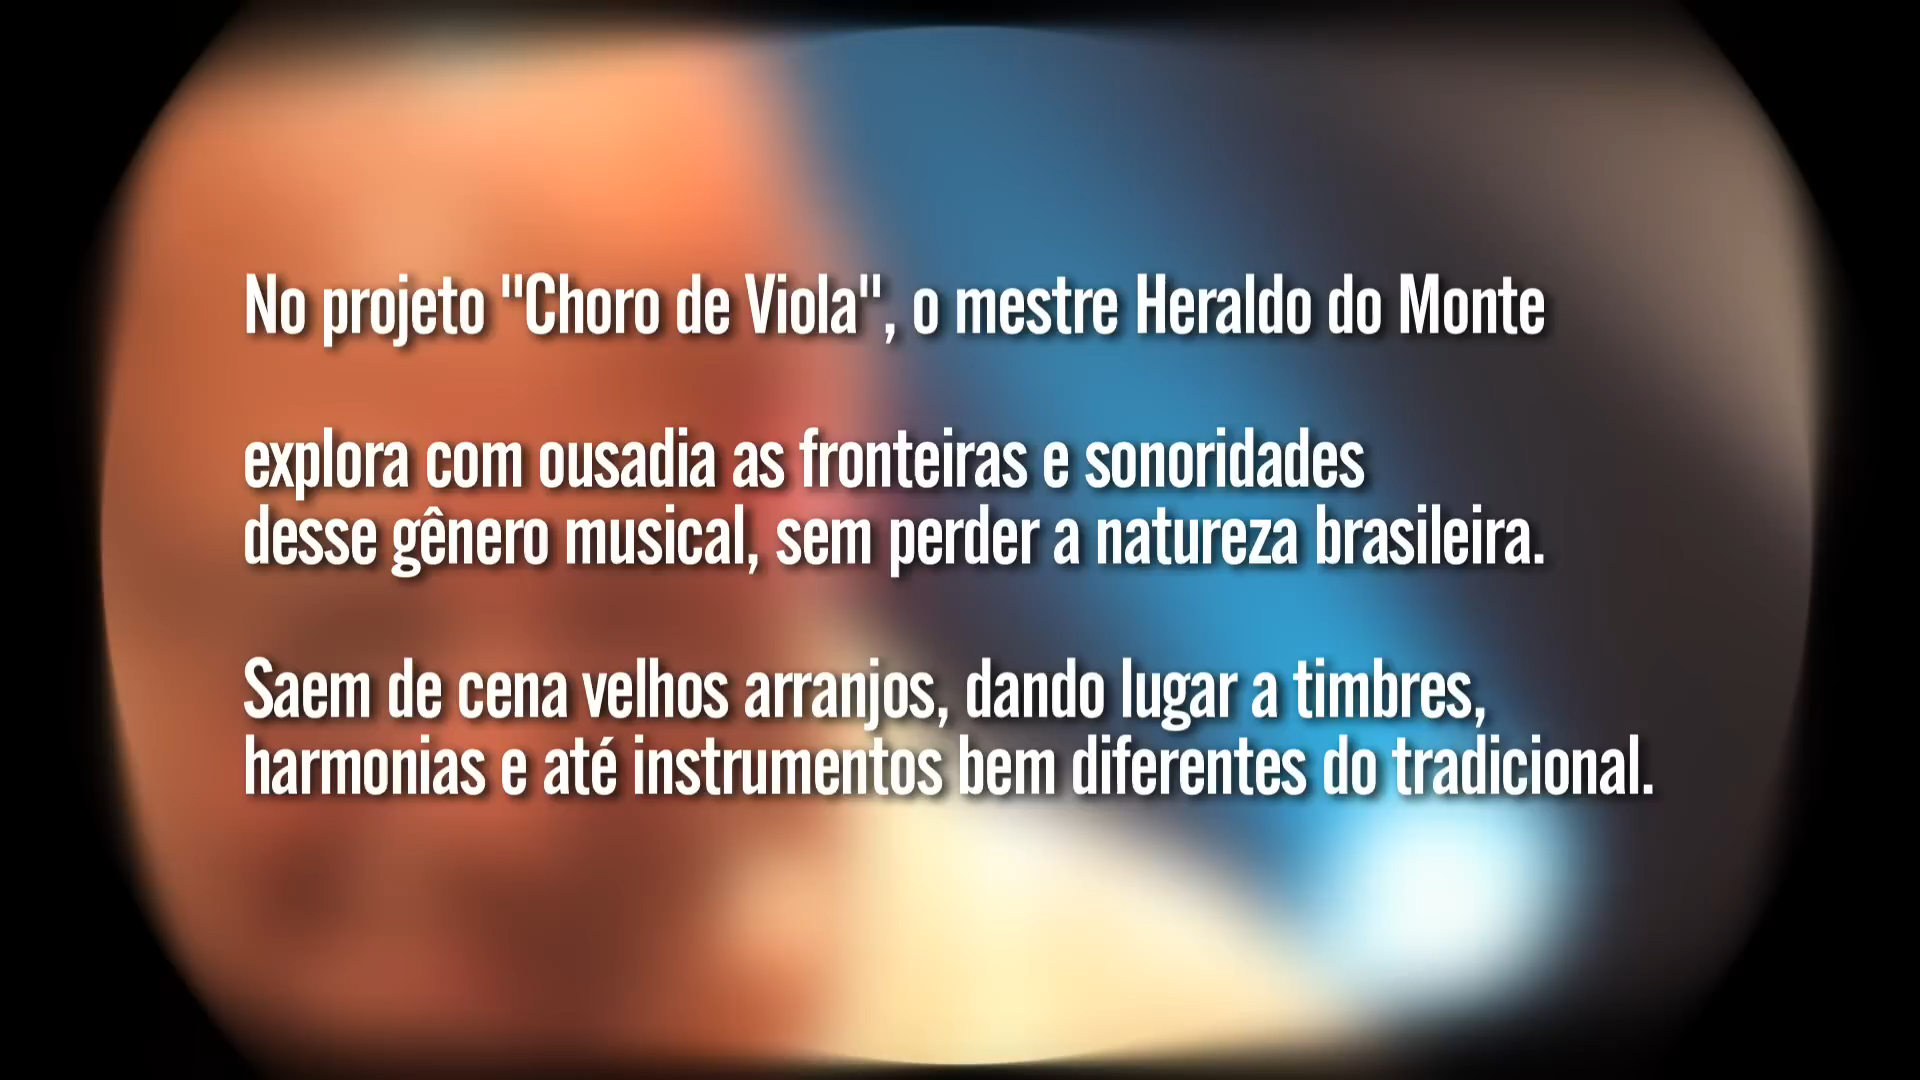 No projeto "Choro de Viola", o mestre Heraldo do Monte
explora com ousadia as fronteiras e sonoridades
desse gênero musical, sem perder a natureza brasileira.
Saem de cena velhos arranjos, dando lugar a timbres,
harmonias e até instrumentos bem diferentes do tradicional.